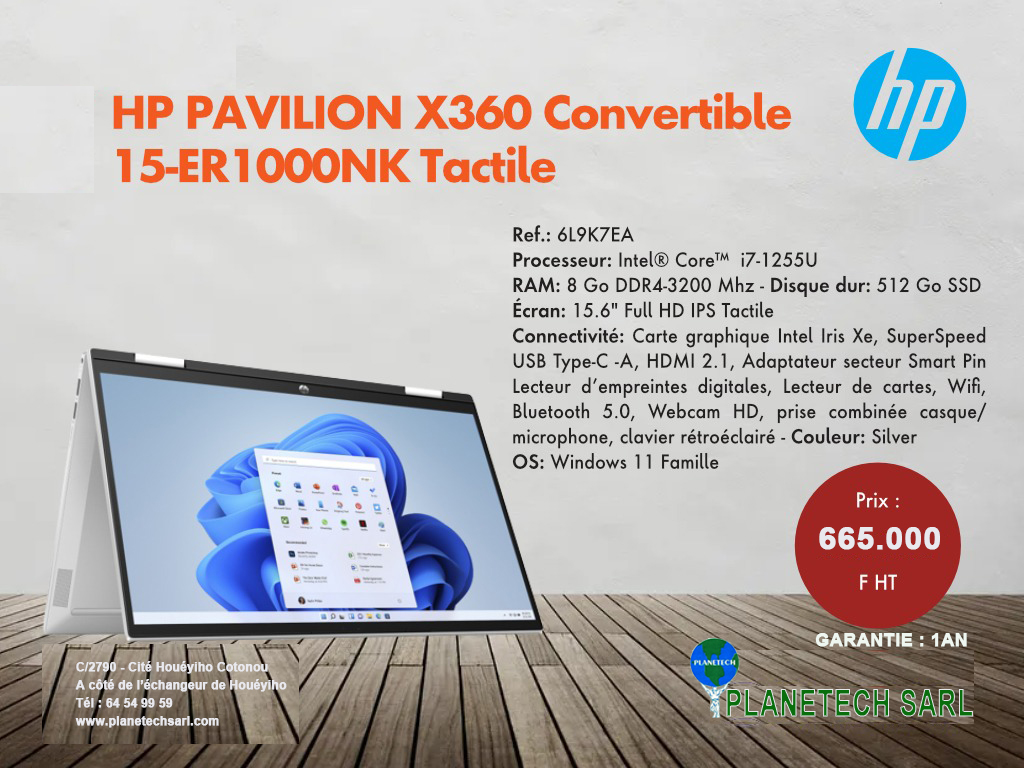 HP PAVILION X360 Convertible
15-ER1000NK Tactile
hp
Ref.: 6L9K7EA
Processeur: Intel® Core™ i7-1255U
RAM: 8 Go DDR4-3200 Mhz - Disque dur: 512 Go SSD
Écran: 15.6" Full HD IPS Tactile
Connectivité: Carte graphique Intel Iris Xe, SuperSpeed
USB Type-C -A, HDMI 2.1, Adaptateur secteur Smart Pin
Lecteur d’empreintes digitales, Lecteur de cartes, Wifi,
Bluetooth 5.0, Webcam HD, prise combinée casque/
microphone, clavier rétroéclairé - Couleur: Silver
OS: Windows 11 Famille
Prix :
665.000
F HT
GARANTIE : 1AN
C/2790 - Cité Houéyiho Cotonou
A côté de l'échangeur de Houéyiho
Tél : 64 54 99 59
www.planetechsarl.com
PLANETECH
PLANETECH SARL